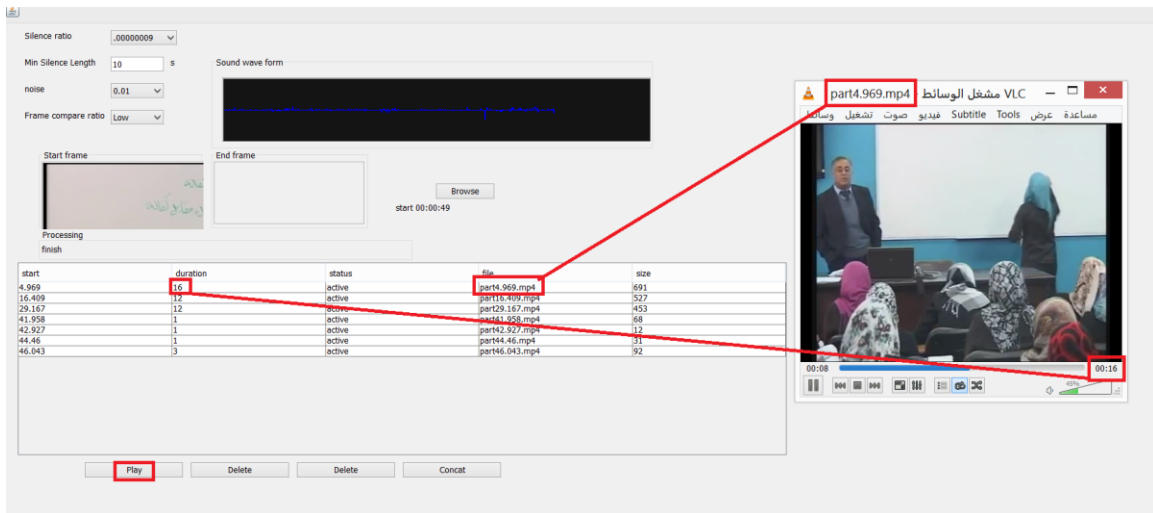 Silence ratio .00000009
Min Silence Length 10 s Sound wave form
noise 0.01
Frame compare ratio Low
Start frame End frame
Browse
start 00:00:49
Processing
finish
start duration status file size
4.969 16 active part4.969.mp4 691
16.409 12 active part16.409.mp4 527
29.167 12 active part29.167.mp4 453
41.958 1 active part41.958.mp4 68
42.927 1 active part42.927.mp4 12
44.46 1 active part44.46.mp4 31
46.043 3 active part46.043.mp4 92
Play Delete Delete Concat
part4.969.mp4 - مشغل الوسائط VLC
وسائط تشغيل صوت فيديو Subtitle Tools عرض مساعدة
00:08 00:16
45%